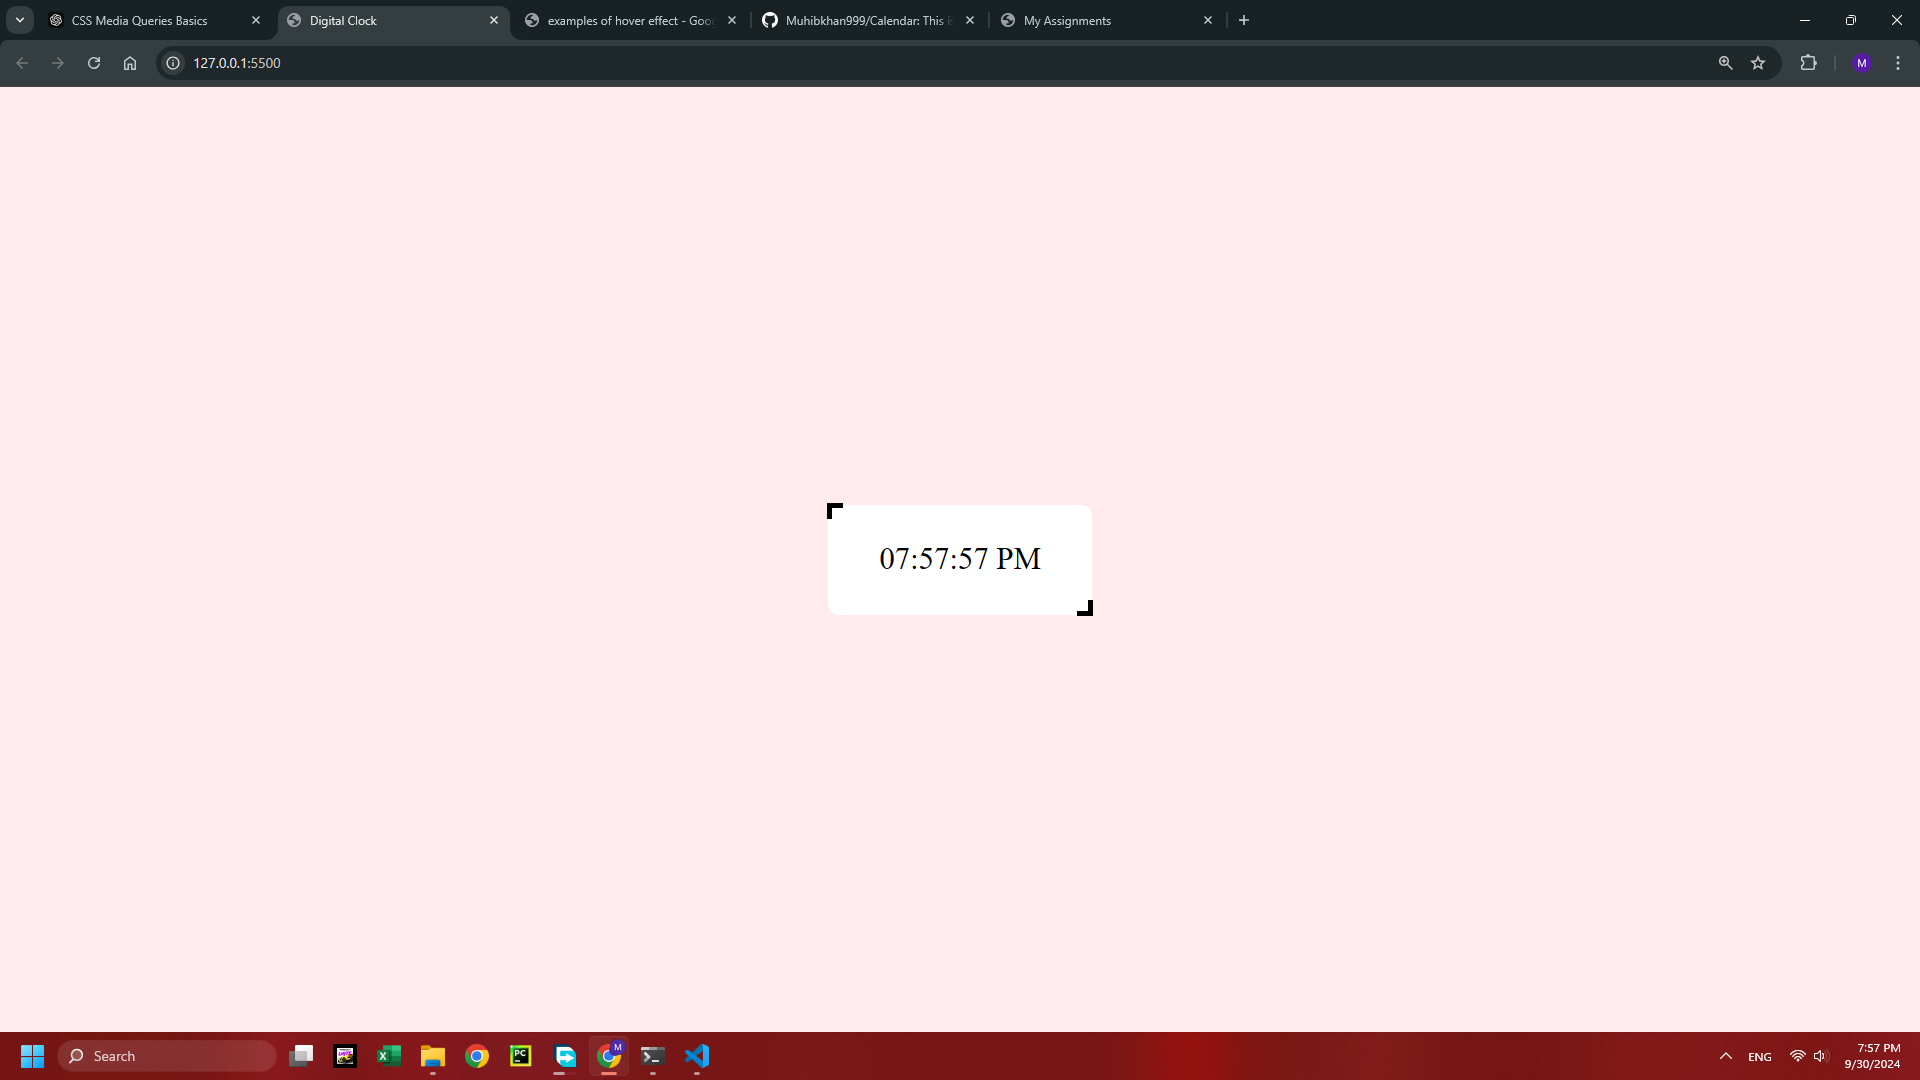 CSS Media Queries Basics
Digital Clock
examples of hover effect - Goo
Muhibkhan999/Calendar: This i
My Assignments
127.0.0.1:5500
M
07:57:57 PM
Search
PC
M
ENG
7:57 PM
9/30/2024